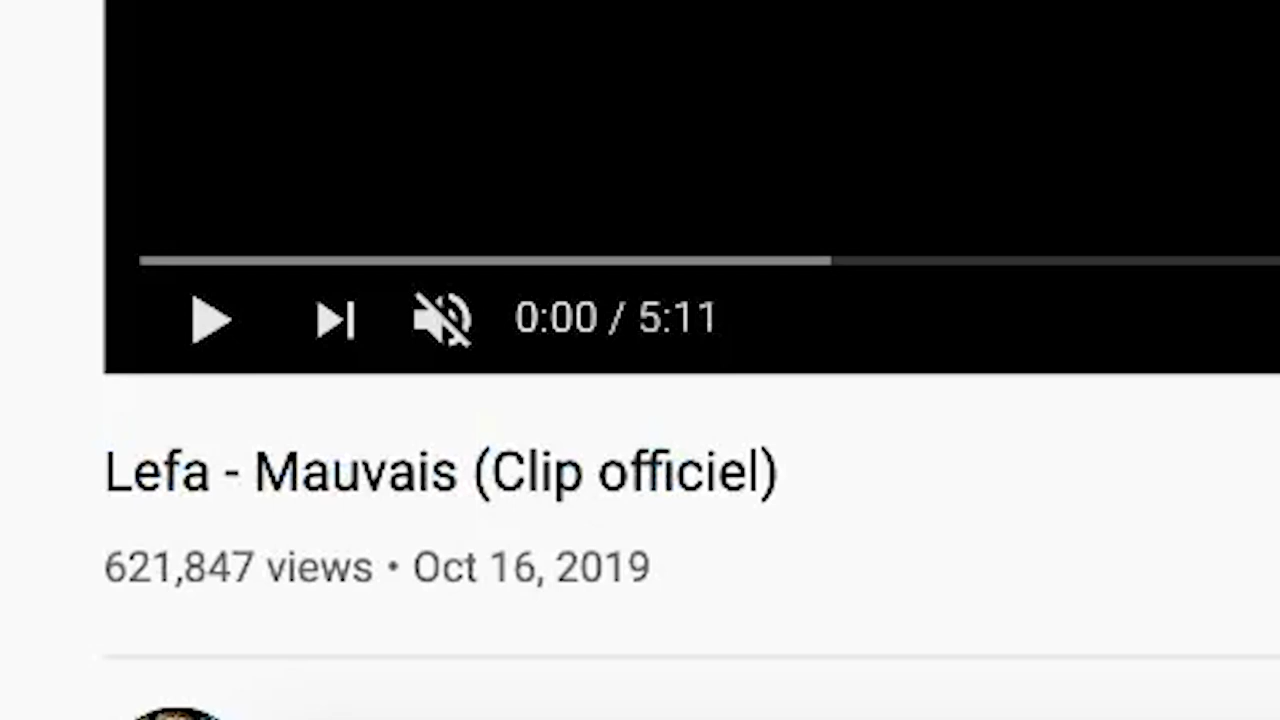 0:00 / 5:11
Lefa - Mauvais (Clip officiel)
621,847 views • Oct 16, 2019